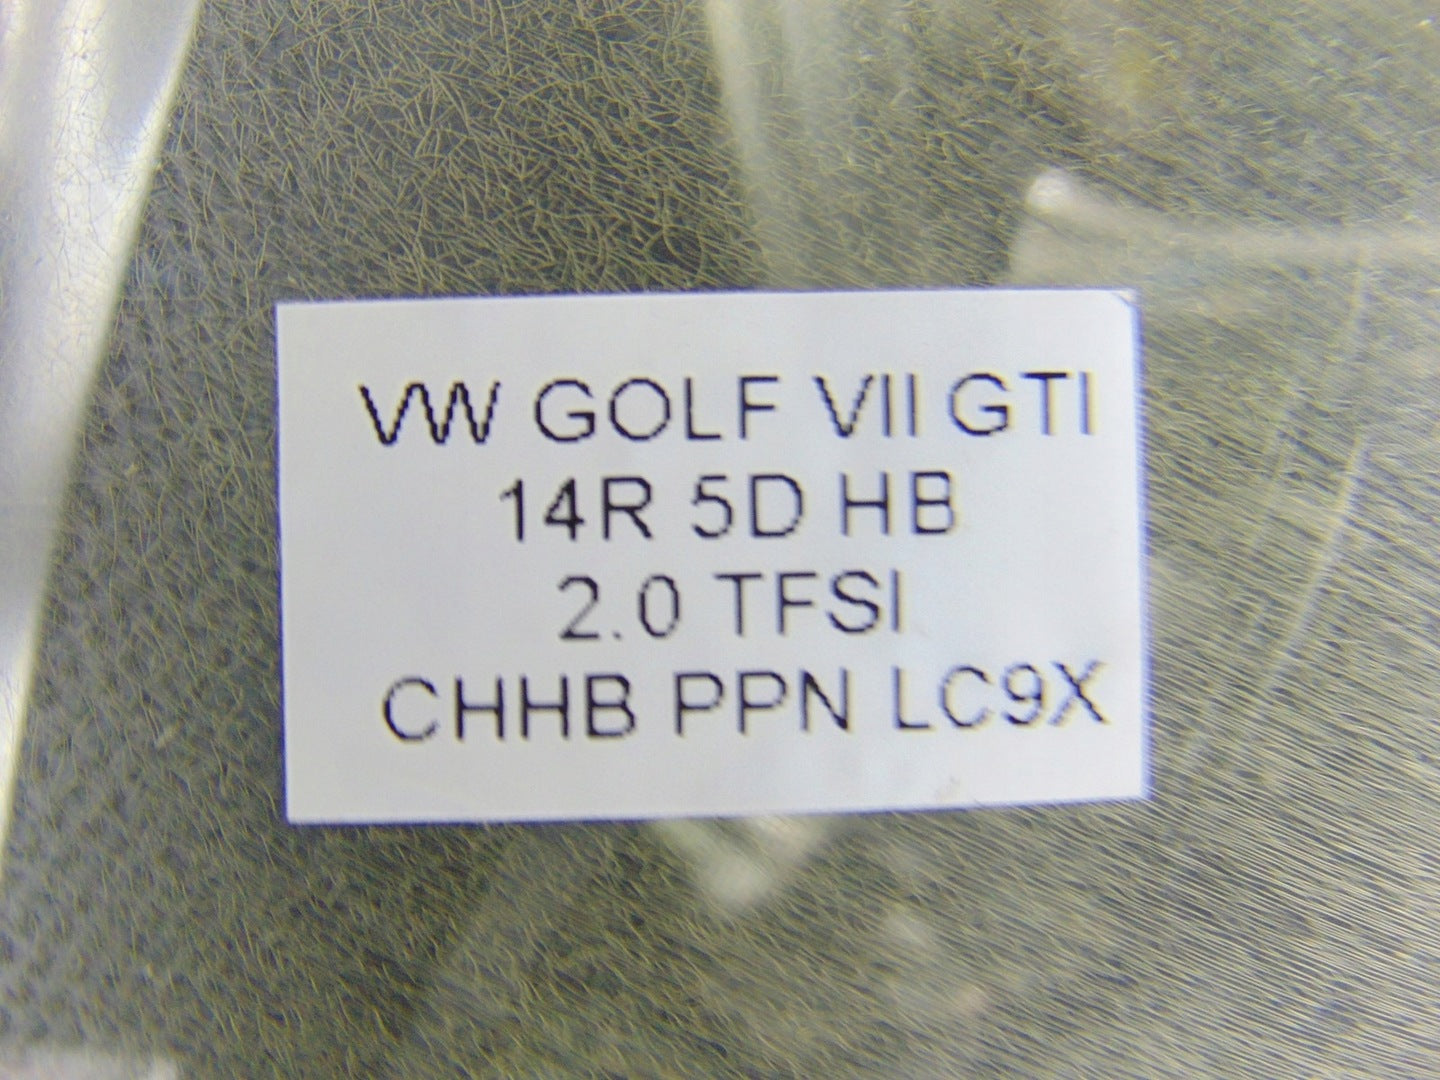 VW GOLF VII GTI
14R 5D HB
2.0 TFSI
CHHB PPN LC9X